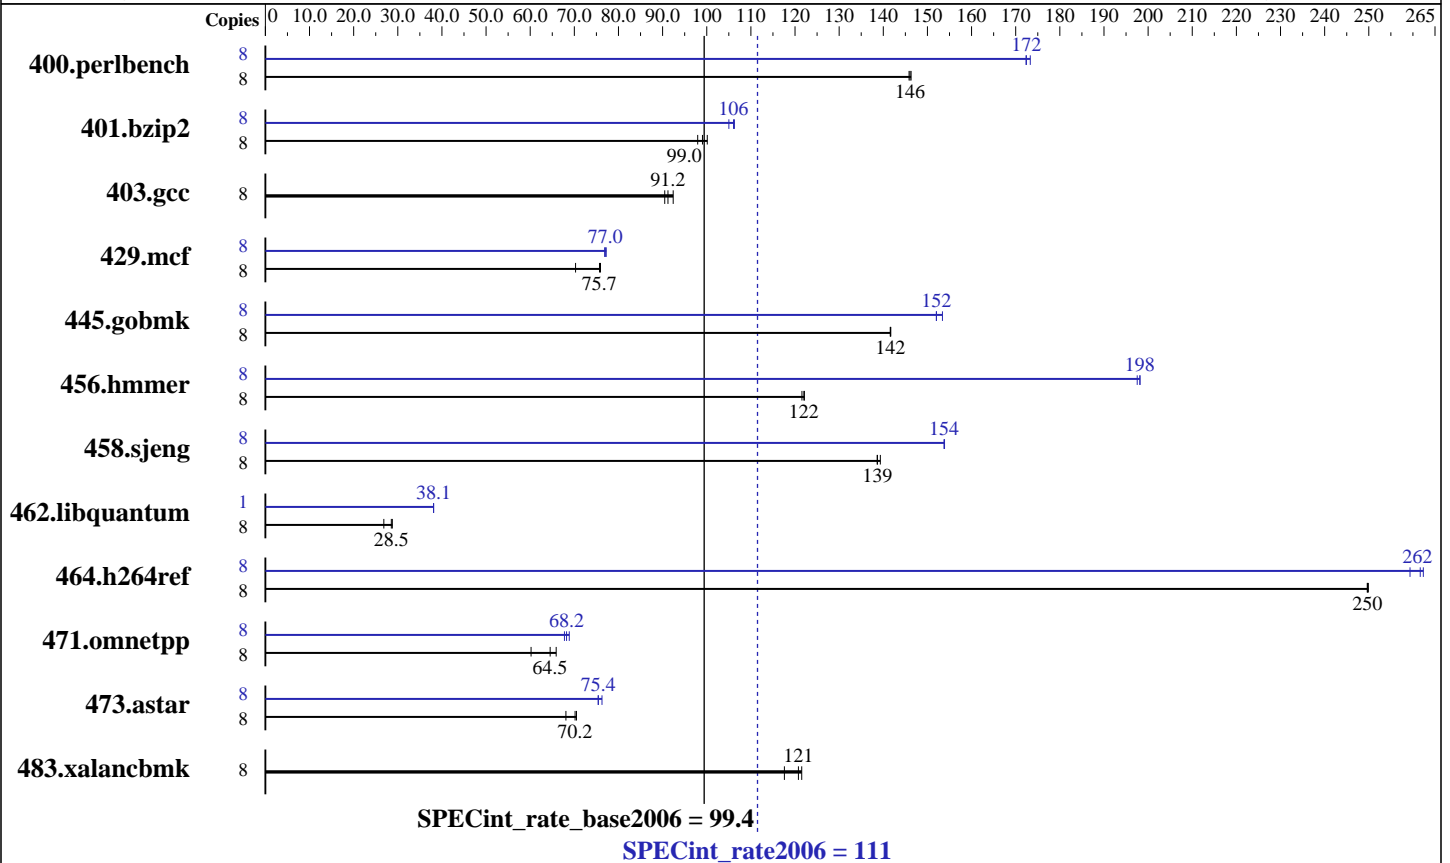 Copies 0 10.0 20.0 30.0 40.0 50.0 60.0 70.0 80.0 90.0 100 110 120 130 140 150 160 170 180 190 200 210 220 230 240 250 265
400.perlbench 8 172
8 146
401.bzip2 8 106
8 99.0
403.gcc 8 91.2
429.mcf 8 77.0
8 75.7
445.gobmk 8 152
8 142
456.hmmer 8 198
8 122
458.sjeng 8 154
8 139
462.libquantum 1 38.1
8 28.5
464.h264ref 8 262
8 250
471.omnetpp 8 68.2
8 64.5
473.astar 8 75.4
8 70.2
483.xalancbmk 8 121
SPECint_rate_base2006 = 99.4
SPECint_rate2006 = 111